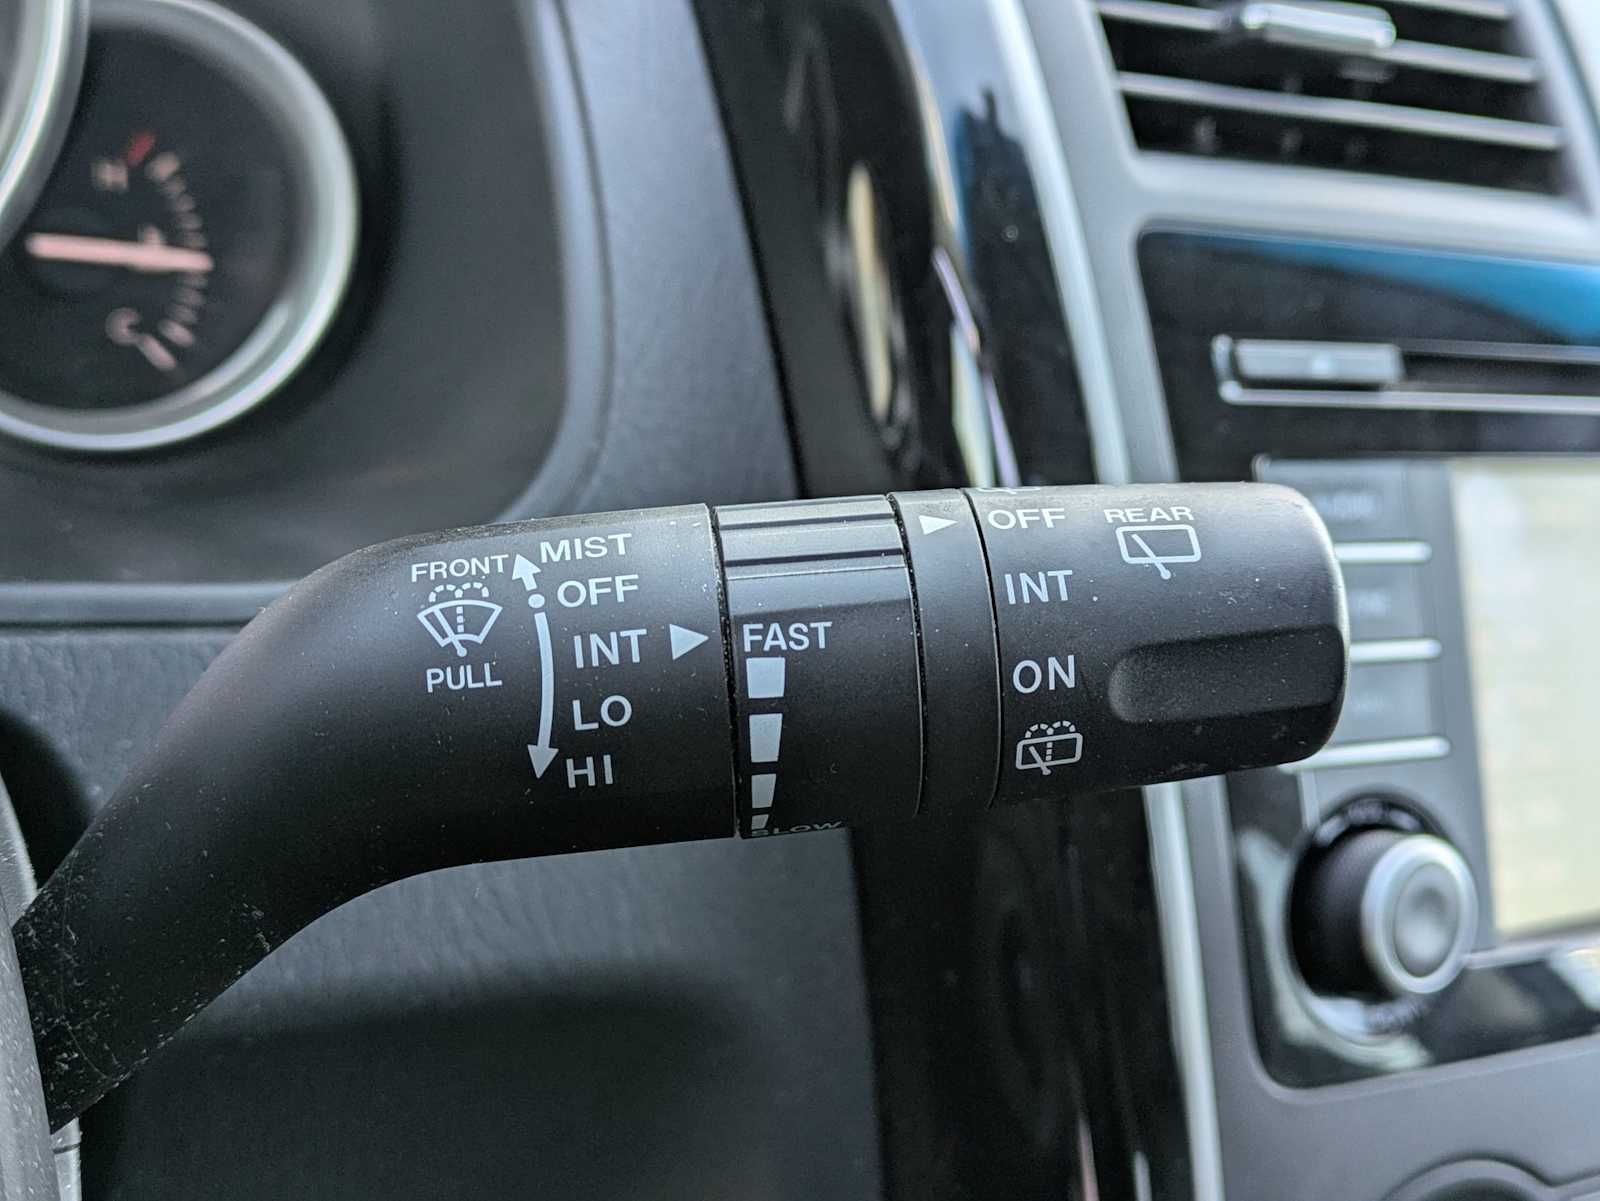 H
C
FRONT
PULL
MIST
OFF
INT
LO
HI
FAST
SLOW
OFF
INT
ON
REAR